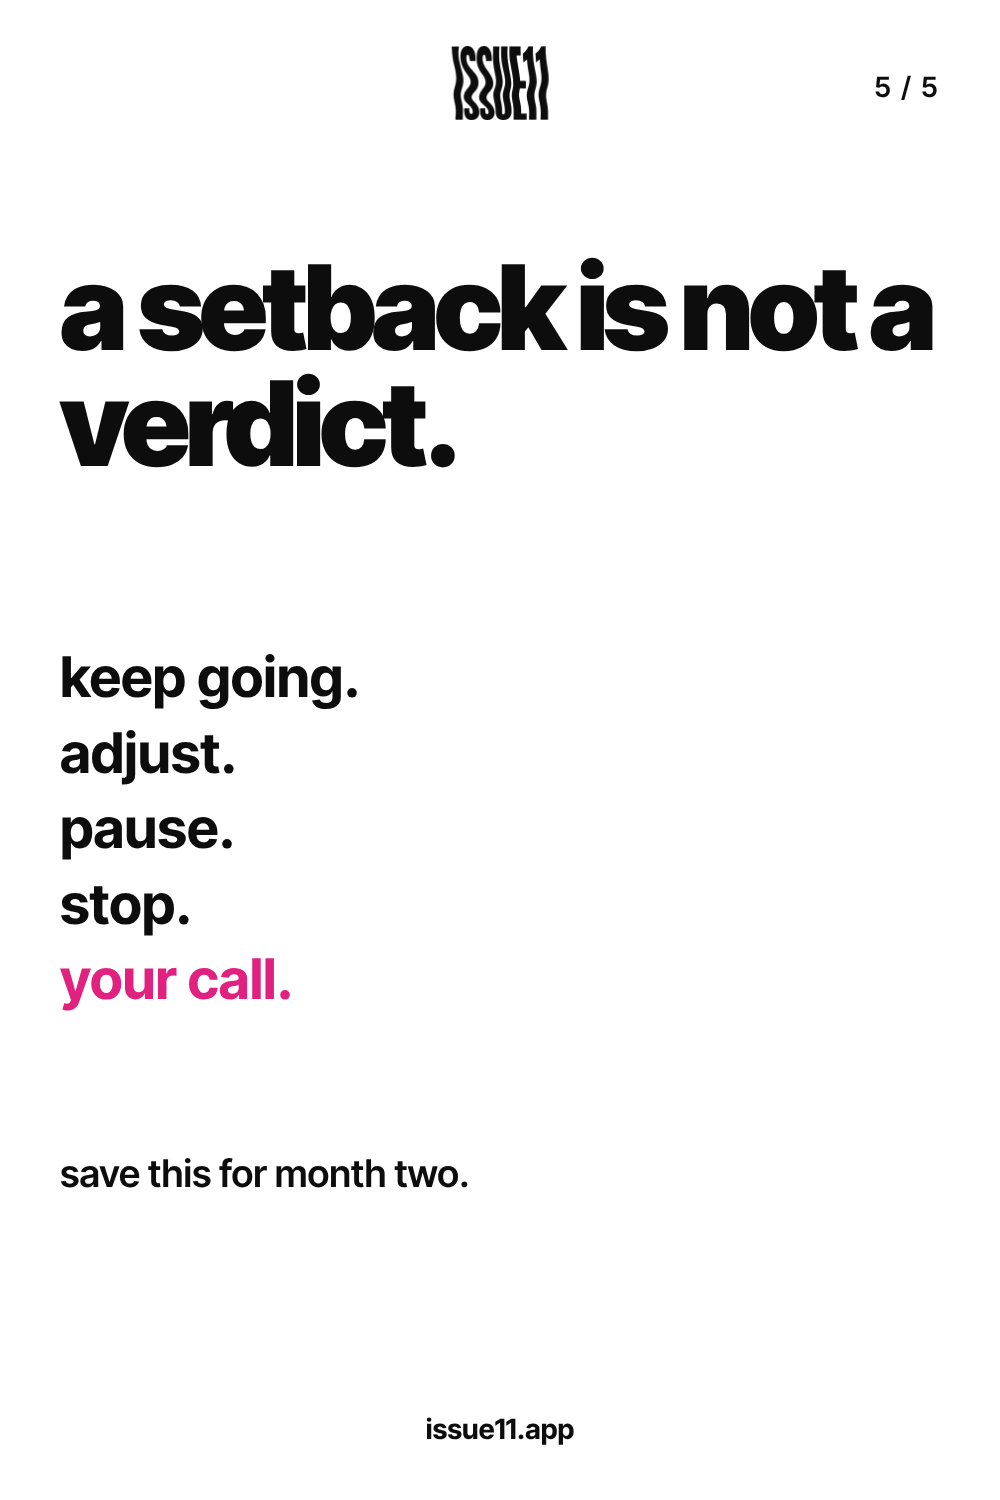 ISSUE11
5 / 5
a setback is not a
verdict.
keep going.
adjust.
pause.
stop.
your call.
save this for month two.
issue11.app